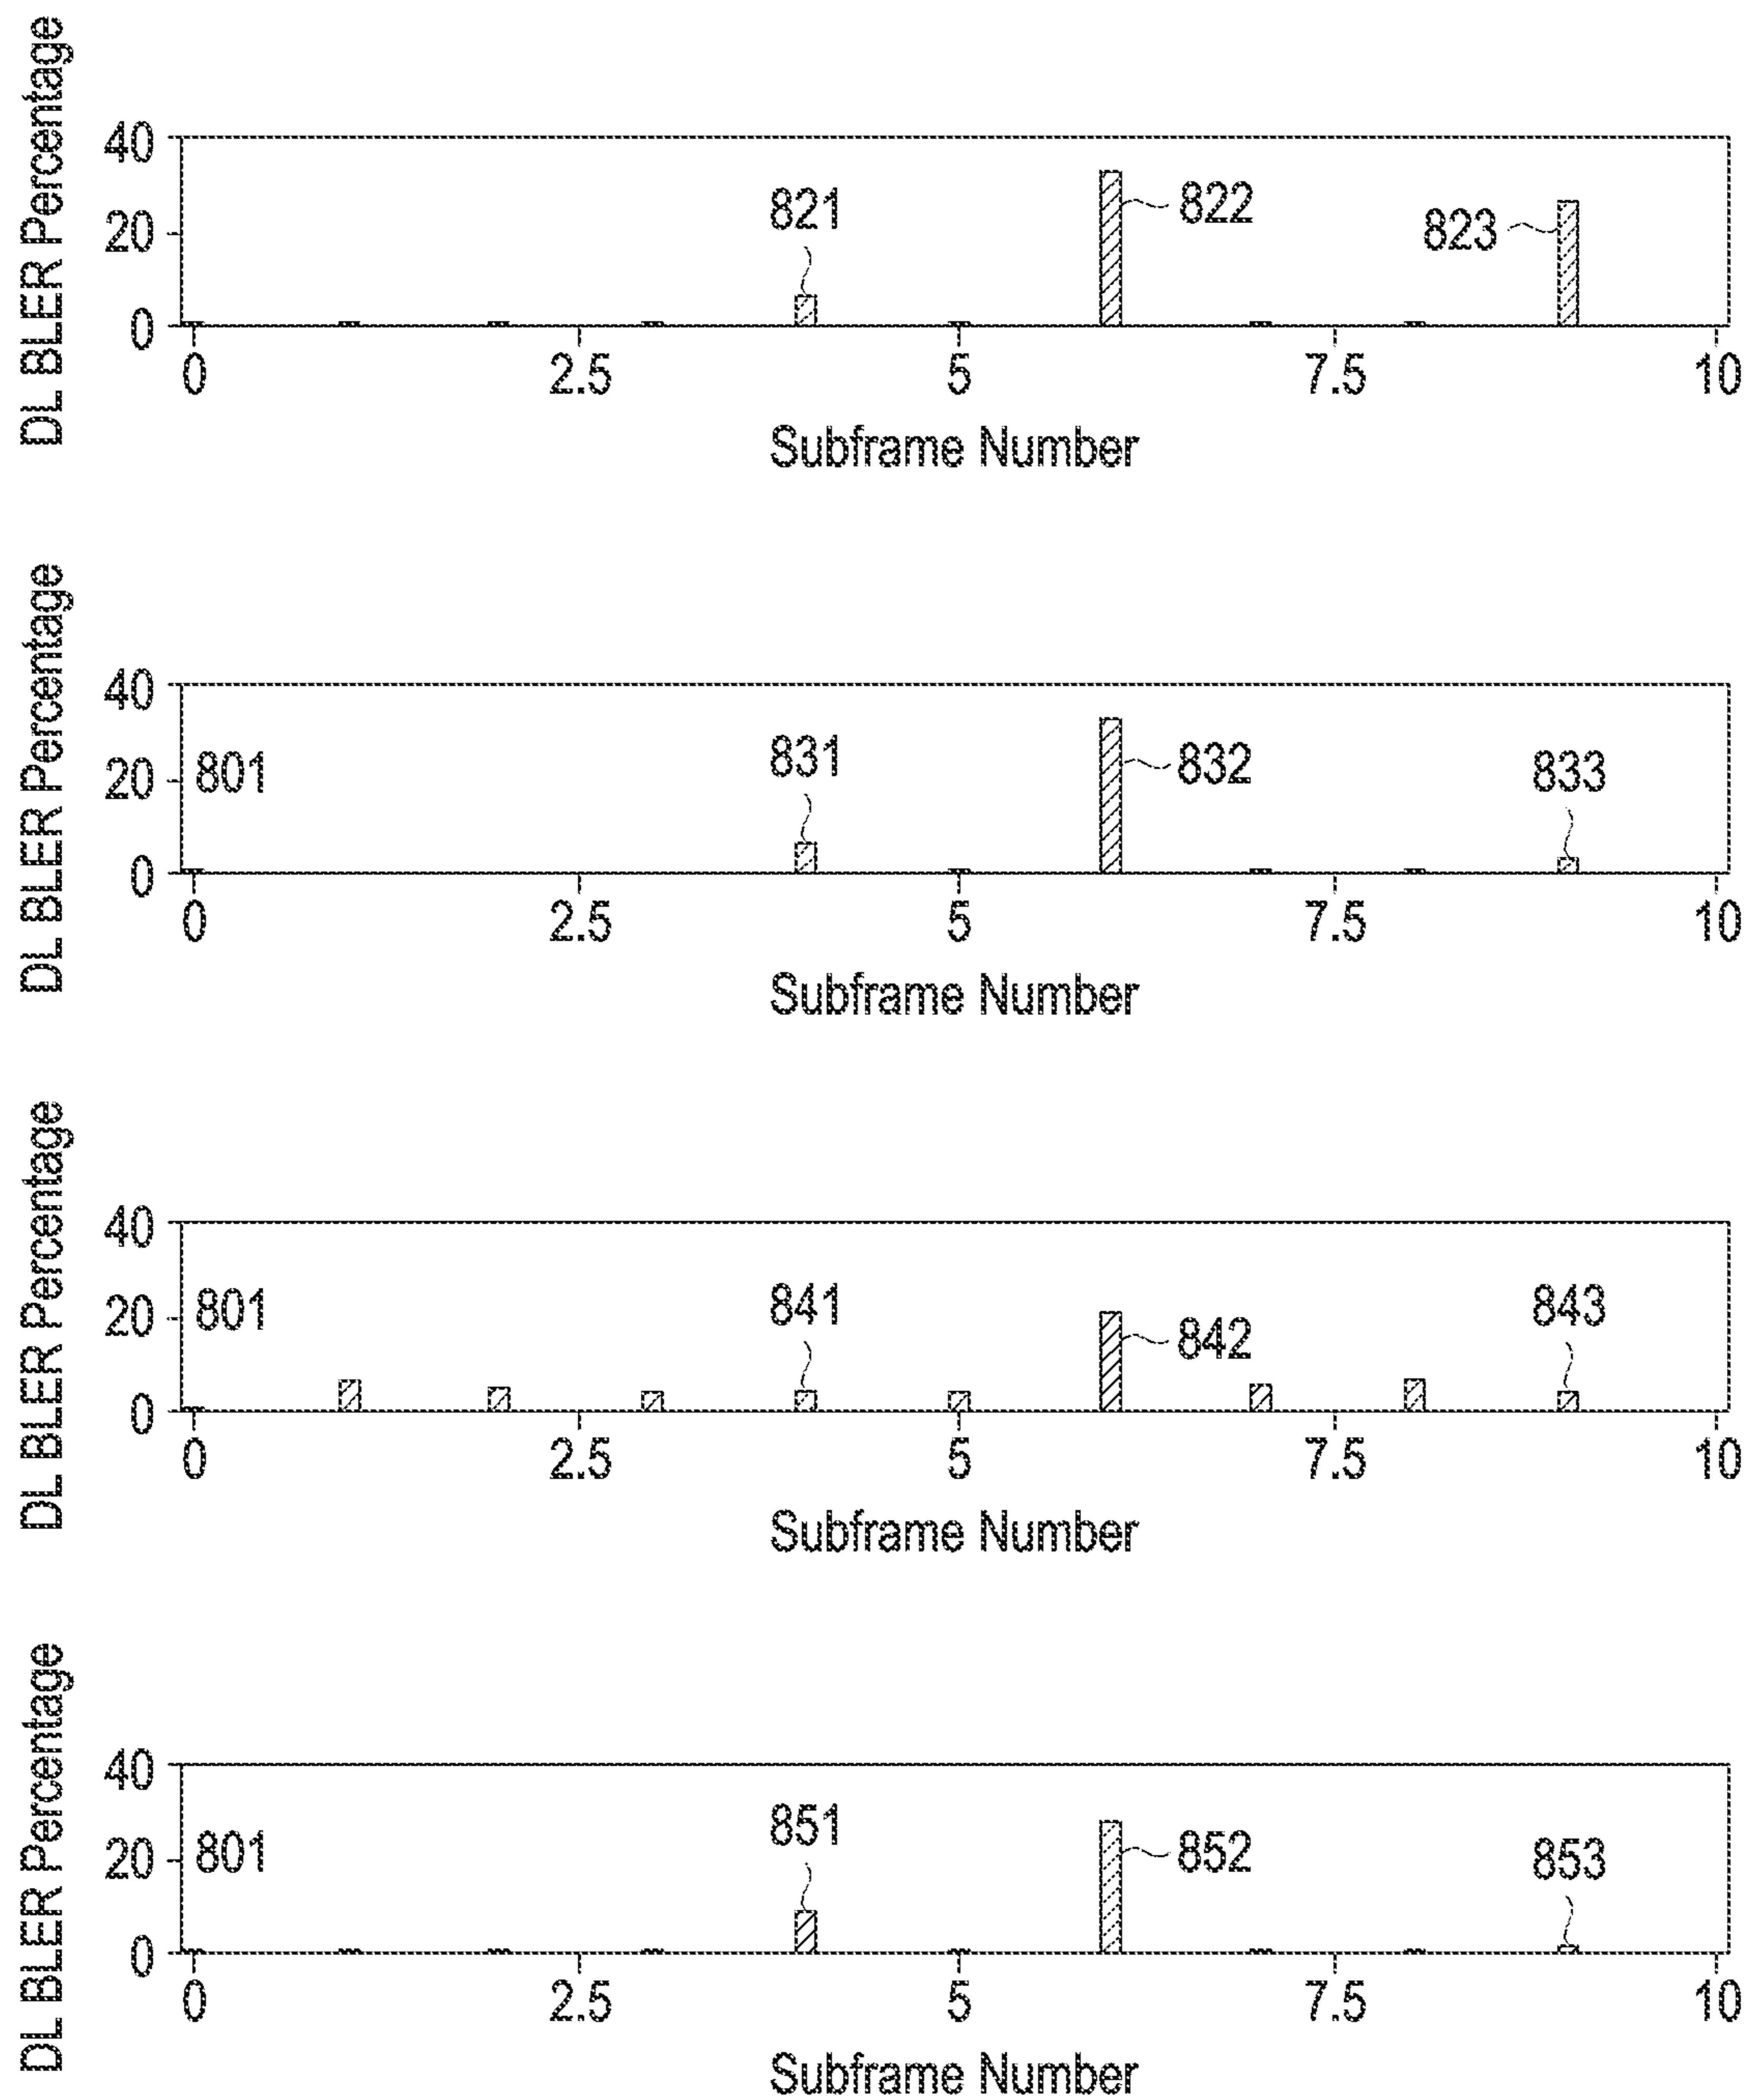 DL BLER Percentage
40
20
0
821
822
823
0 2.5 5 7.5 10
Subframe Number
DL BLER Percentage
40
20
0
801
831
832
833
0 2.5 5 7.5 10
Subframe Number
DL BLER Percentage
40
20
0
801
841
842
843
0 2.5 5 7.5 10
Subframe Number
DL BLER Percentage
40
20
0
801
851
852
853
0 2.5 5 7.5 10
Subframe Number